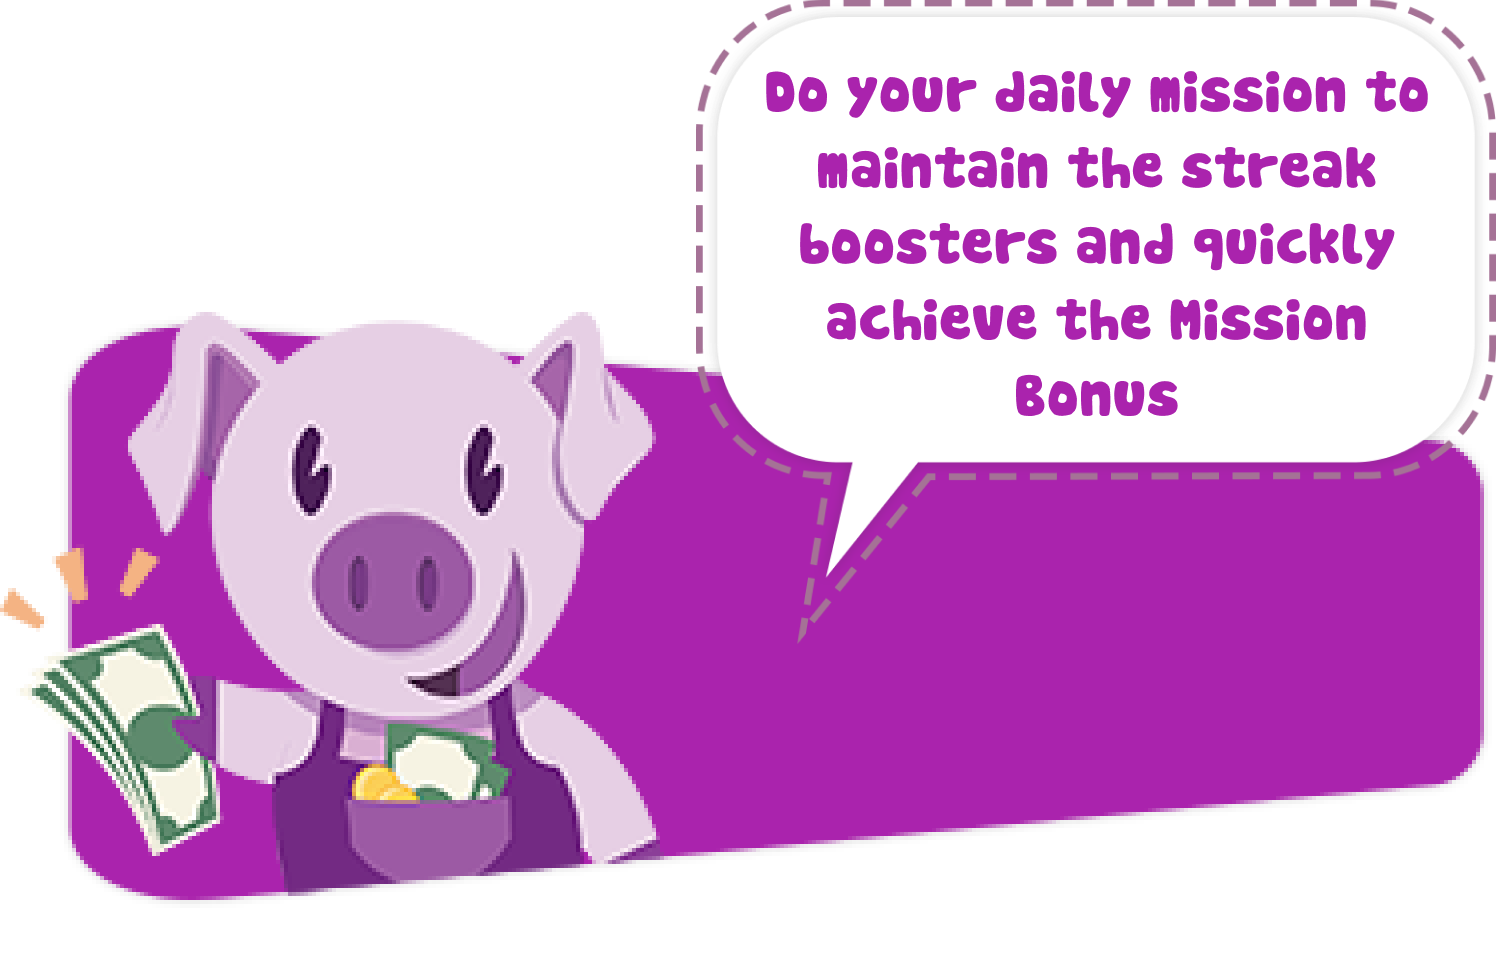 Do your daily mission to
maintain the streak
boosters and quickly
achieve the Mission
Bonus